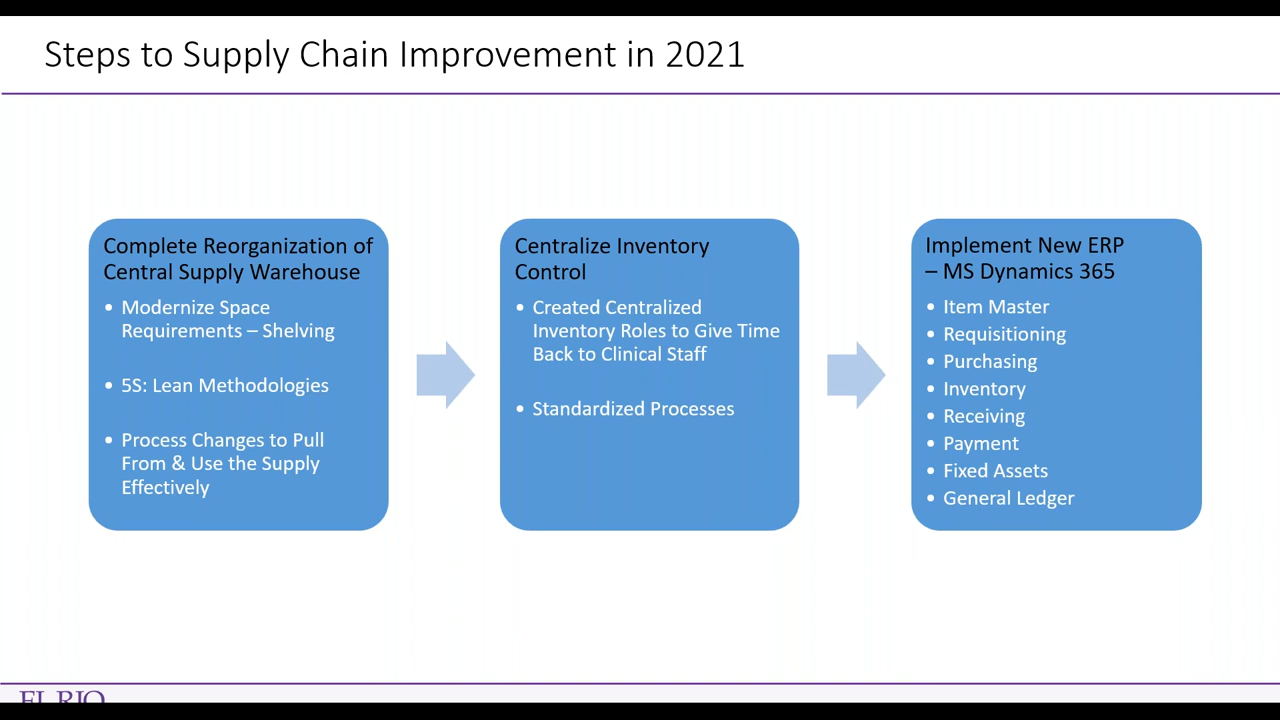 Steps to Supply Chain Improvement in 2021
Complete Reorganization of
Central Supply Warehouse
• Modernize Space
Requirements – Shelving
• 5S: Lean Methodologies
• Process Changes to Pull
From & Use the Supply
Effectively
Centralize Inventory
Control
• Created Centralized
Inventory Roles to Give Time
Back to Clinical Staff
• Standardized Processes
Implement New ERP
– MS Dynamics 365
• Item Master
• Requisitioning
• Purchasing
• Inventory
• Receiving
• Payment
• Fixed Assets
• General Ledger
EL RIO